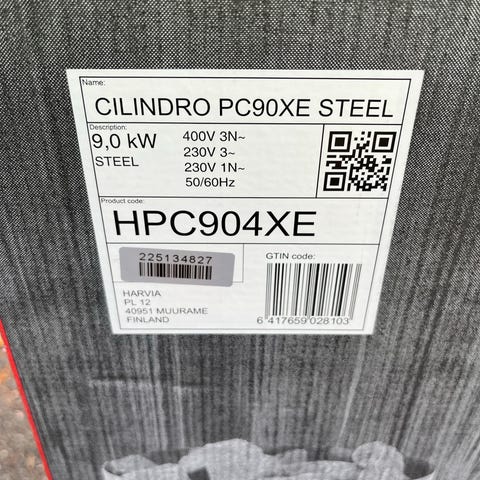 Name:
CILINDRO PC90XE STEEL
Description:
9,0 kW
STEEL
400V 3N~
230V 3~
230V 1N~
50/60Hz
Product code:
HPC904XE
225134827
GTIN code:
6 417659 028103
HARVIA
PL 12
40951 MUURAME
FINLAND